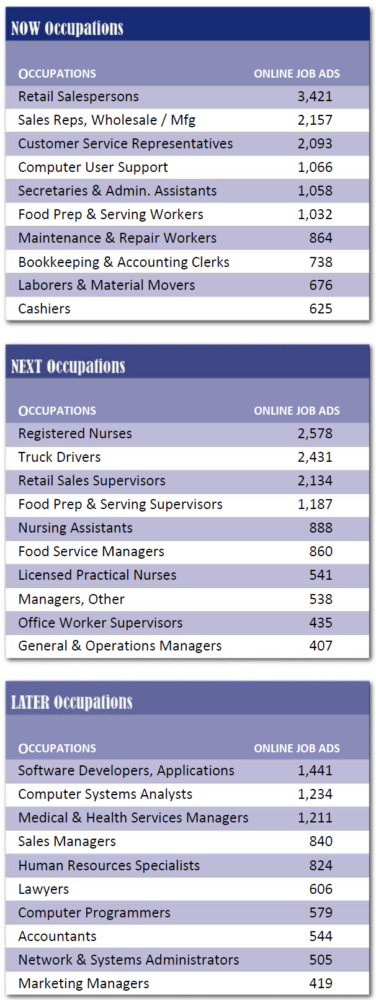 NOW Occupations
OCCUPATIONS ONLINE JOB ADS
Retail Salespersons 3,421
Sales Reps, Wholesale / Mfg 2,157
Customer Service Representatives 2,093
Computer User Support 1,066
Secretaries & Admin. Assistants 1,058
Food Prep & Serving Workers 1,032
Maintenance & Repair Workers 864
Bookkeeping & Accounting Clerks 738
Laborers & Material Movers 676
Cashiers 625
NEXT Occupations
OCCUPATIONS ONLINE JOB ADS
Registered Nurses 2,578
Truck Drivers 2,431
Retail Sales Supervisors 2,134
Food Prep & Serving Supervisors 1,187
Nursing Assistants 888
Food Service Managers 860
Licensed Practical Nurses 541
Managers, Other 538
Office Worker Supervisors 435
General & Operations Managers 407
LATER Occupations
OCCUPATIONS ONLINE JOB ADS
Software Developers, Applications 1,441
Computer Systems Analysts 1,234
Medical & Health Services Managers 1,211
Sales Managers 840
Human Resources Specialists 824
Lawyers 606
Computer Programmers 579
Accountants 544
Network & Systems Administrators 505
Marketing Managers 419